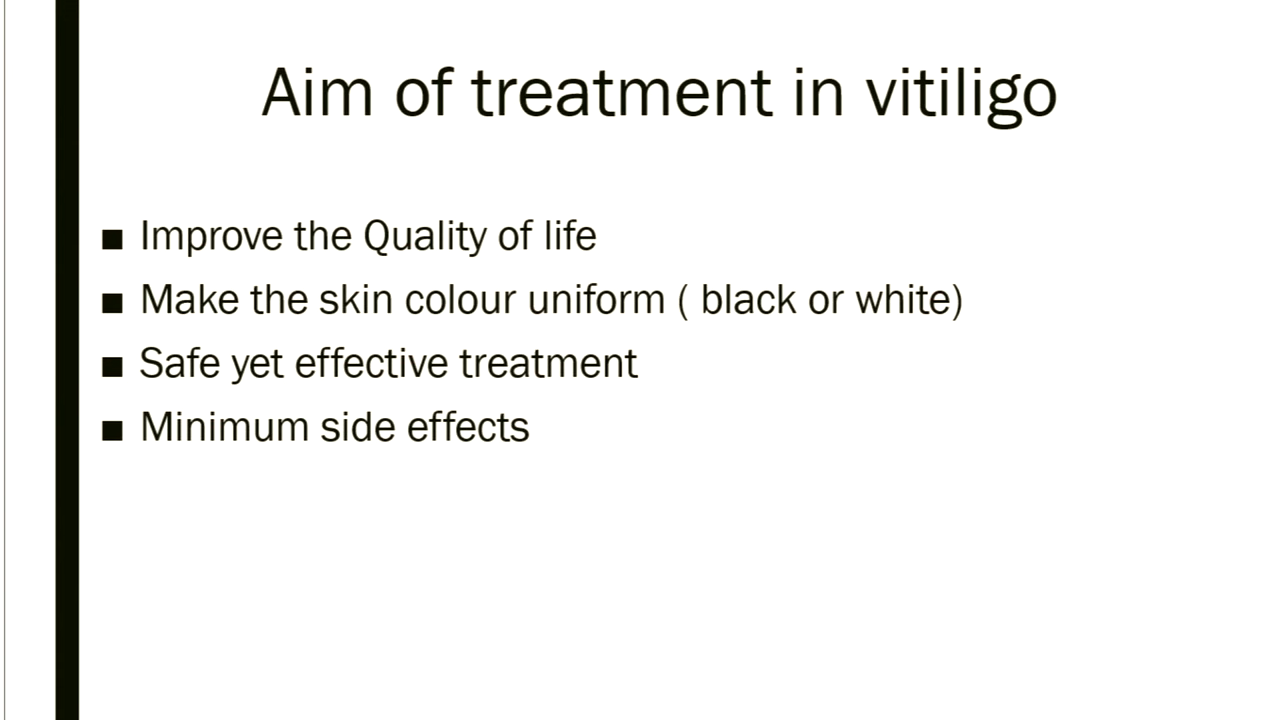 Aim of treatment in vitiligo
■ Improve the Quality of life
■ Make the skin colour uniform ( black or white)
■ Safe yet effective treatment
■ Minimum side effects